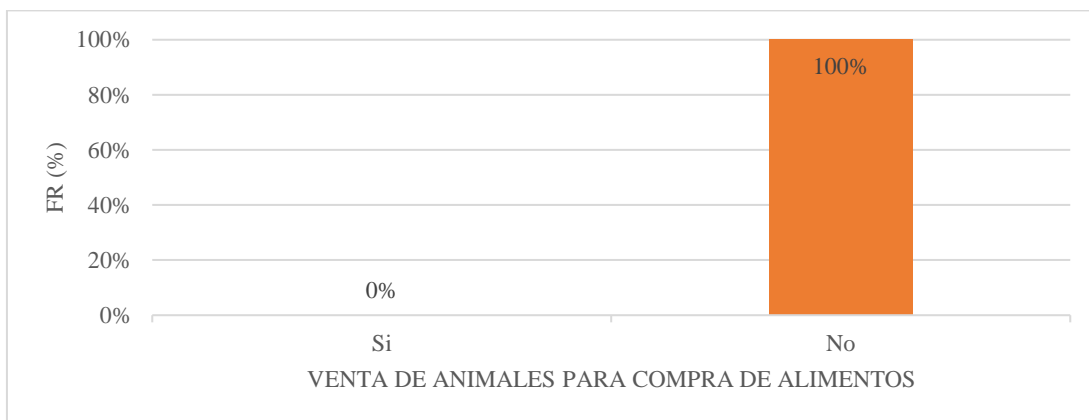 100%
80%
60%
40%
20%
0%
FR (%)
0%
100%
Si
No
VENTA DE ANIMALES PARA COMPRA DE ALIMENTOS